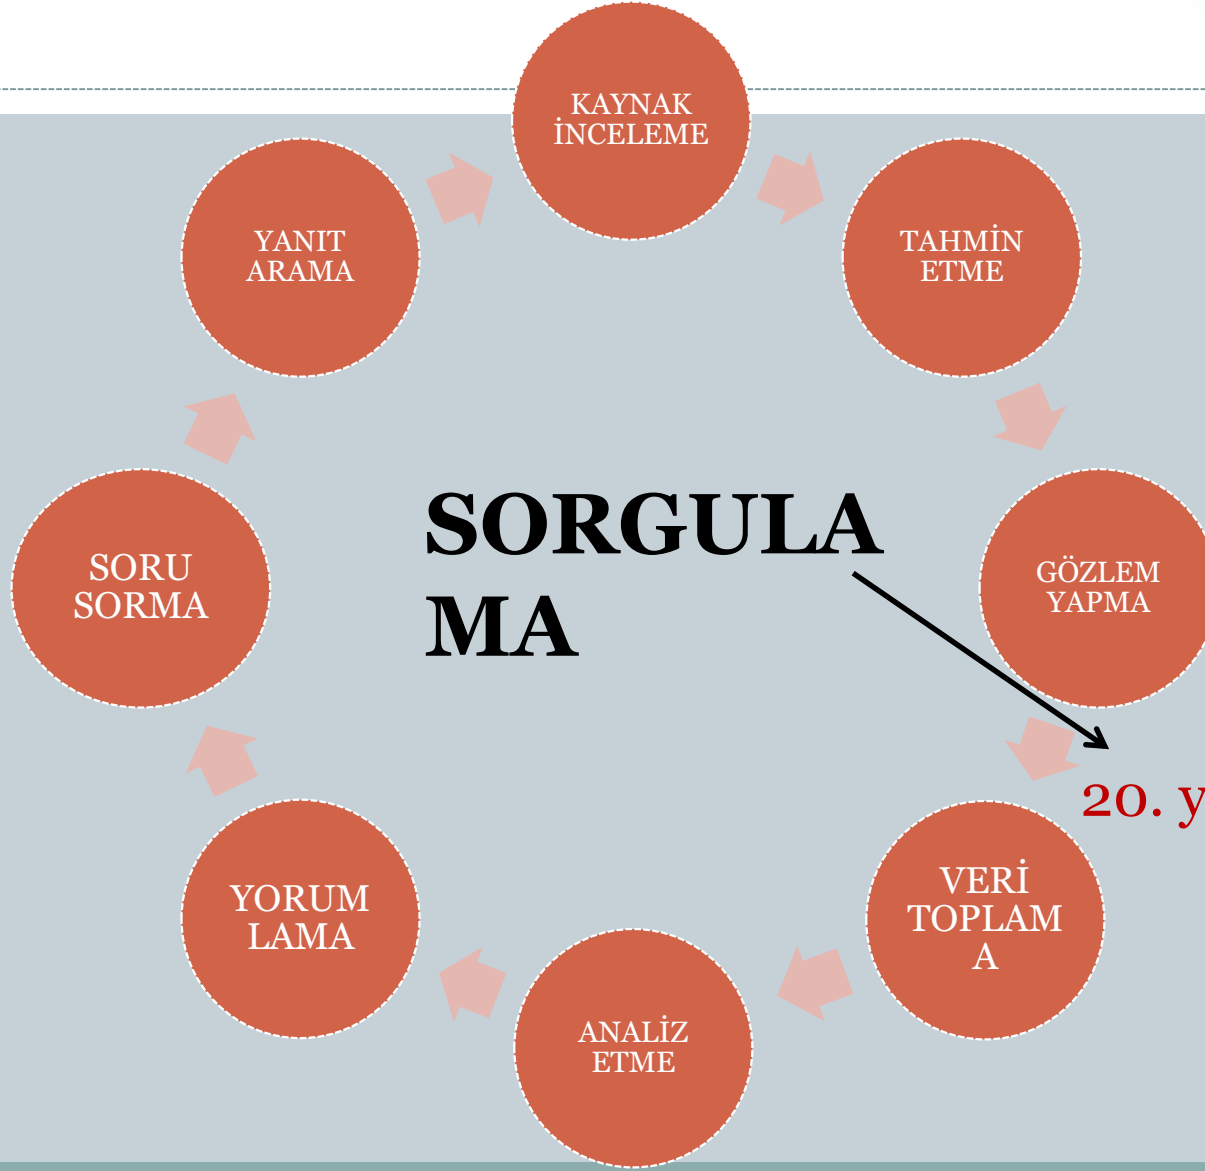 KAYNAK
İNCELEME
TAHMİN
ETME
GÖZLEM
YAPMA
VERİ
TOPLAM
A
ANALİZ
ETME
YORUM
LAMA
SORU
SORMA
YANIT
ARAMA
SORGULA
MA
20. y